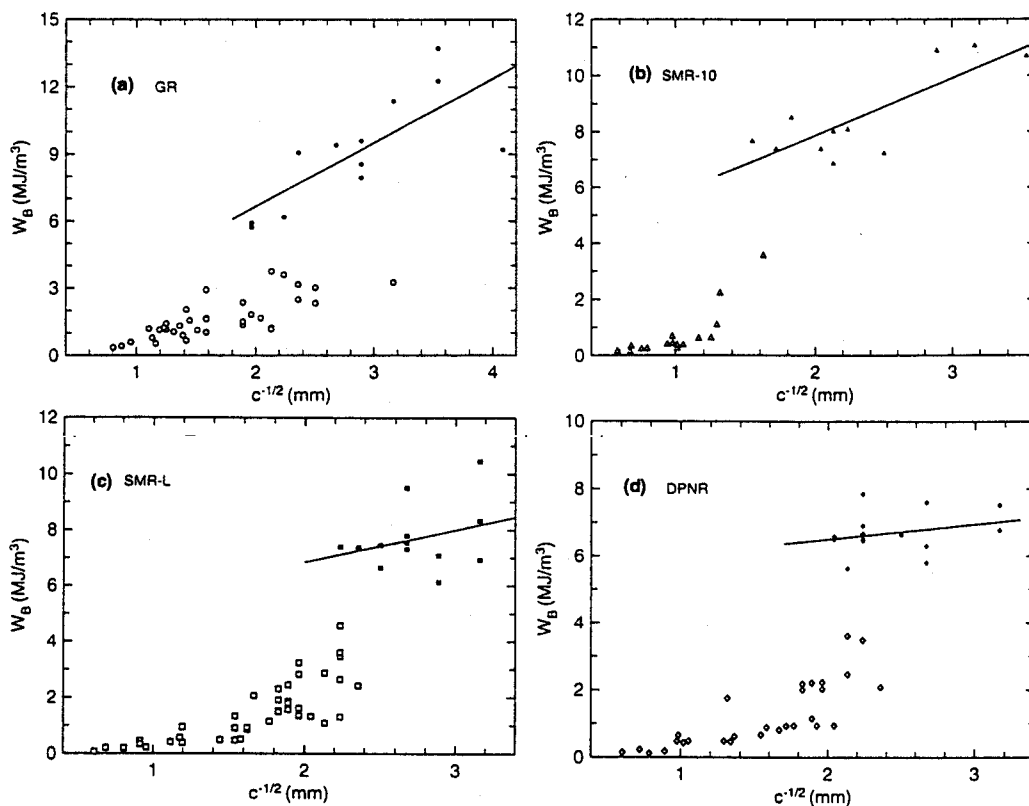 (a) GR
15
12
9
6
3
0
W_B (MJ/m³)
1 2 3 4
c^-1/2 (mm)
(b) SMR-10
12
10
8
6
4
2
0
W_B (MJ/m³)
1 2 3
c^-1/2 (mm)
(c) SMR-L
12
10
8
6
4
2
0
W_B (MJ/m³)
1 2 3
c^-1/2 (mm)
(d) DPNR
10
8
6
4
2
0
W_B (MJ/m³)
1 2 3
c^-1/2 (mm)